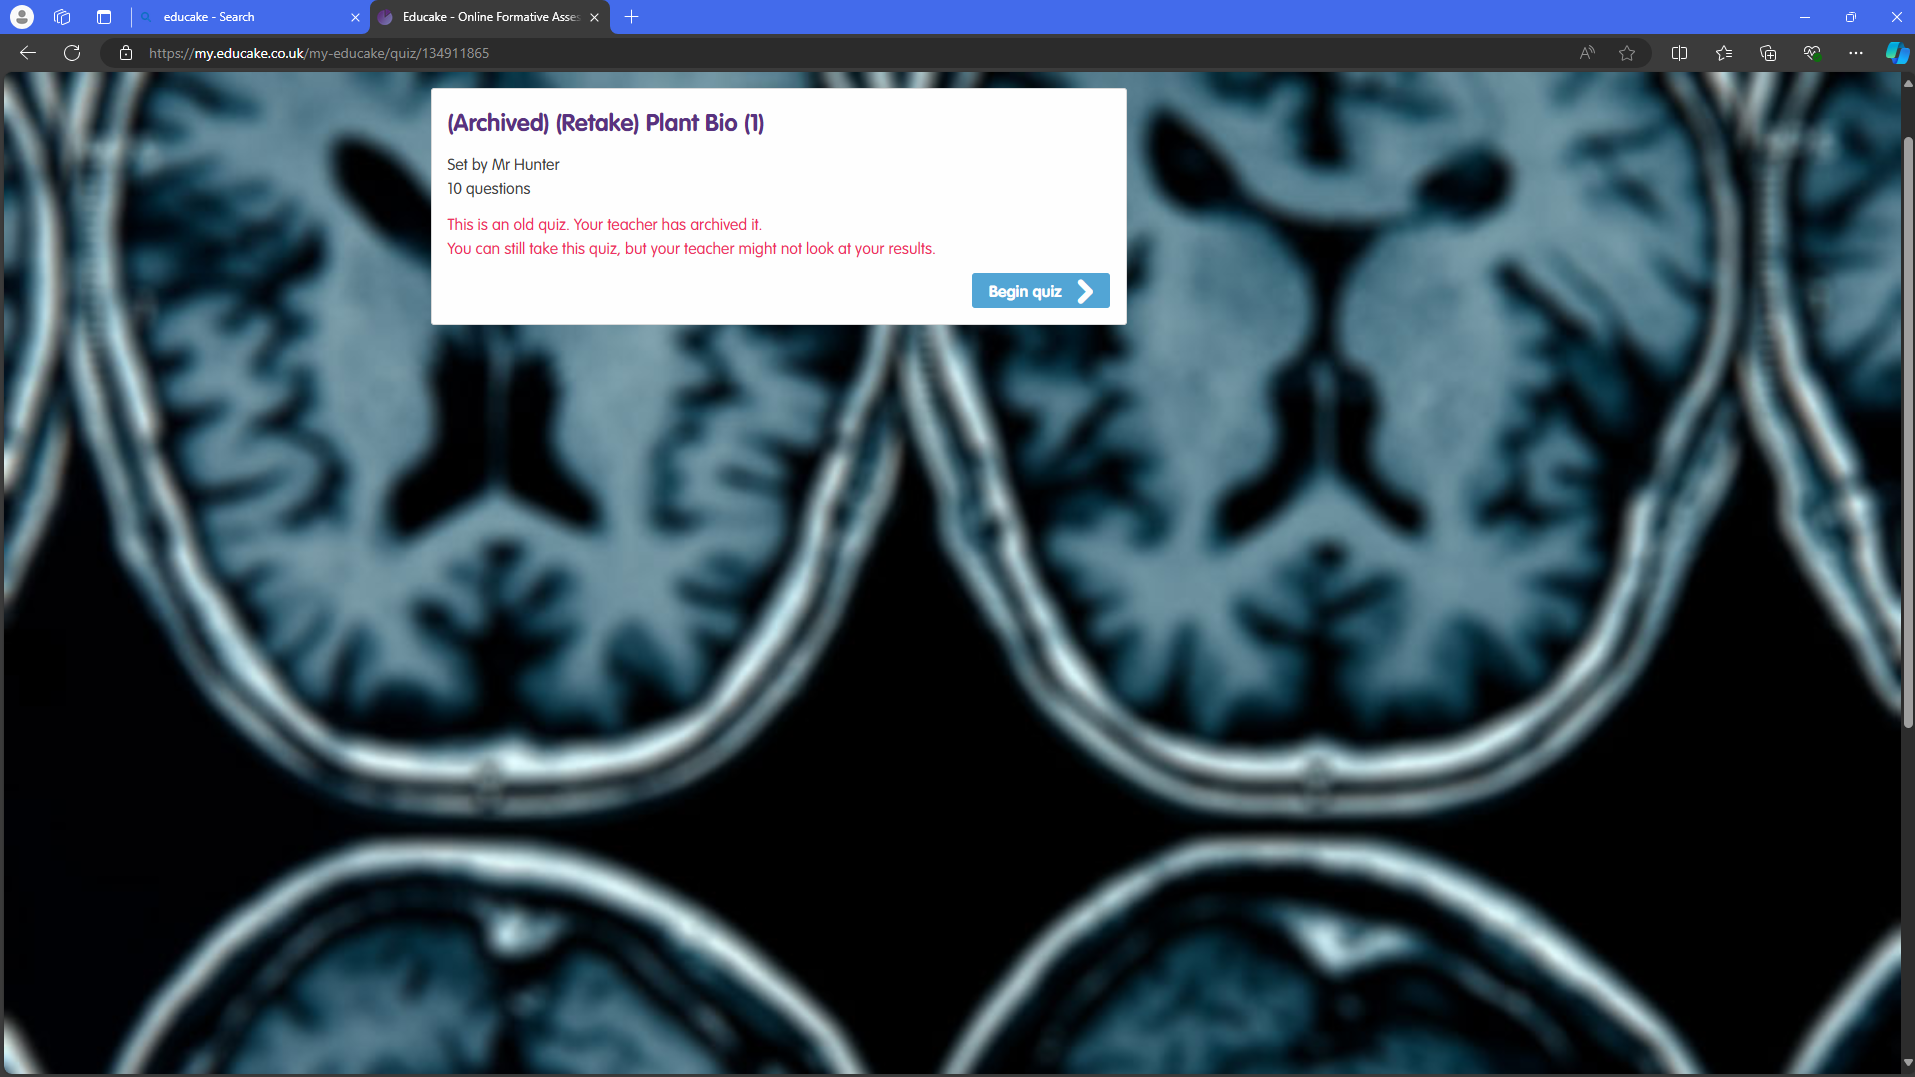 educake - Search
Educake - Online Formative Asses
https://my.educake.co.uk/my-educake/quiz/134911865
(Archived) (Retake) Plant Bio (1)
Set by Mr Hunter
10 questions
This is an old quiz. Your teacher has archived it.
You can still take this quiz, but your teacher might not look at your results.
Begin quiz